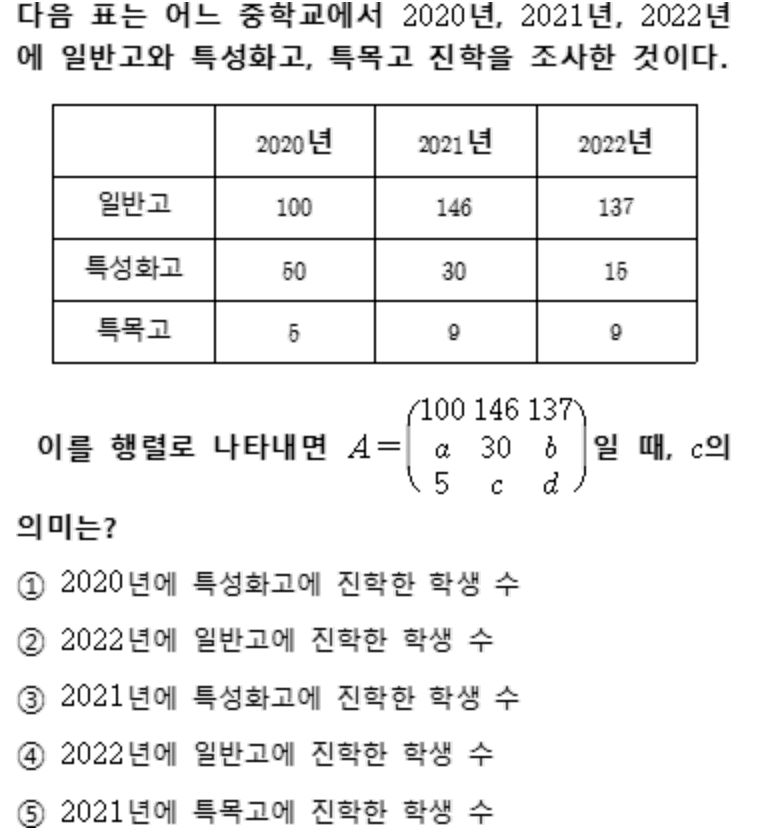 다음 표는 어느 중학교에서 2020년, 2021년, 2022년
에 일반고와 특성화고, 특목고 진학을 조사한 것이다.
2020년 2021년 2022년
일반고 100 146 137
특성화고 50 30 15
특목고 5 9 9
100 146 137
이를 행렬로 나타내면 A= a 30 b 일 때, c의
5 c d
의미는?
① 2020년에 특성화고에 진학한 학생 수
② 2022년에 일반고에 진학한 학생 수
③ 2021년에 특성화고에 진학한 학생 수
④ 2022년에 일반고에 진학한 학생 수
⑤ 2021년에 특목고에 진학한 학생 수